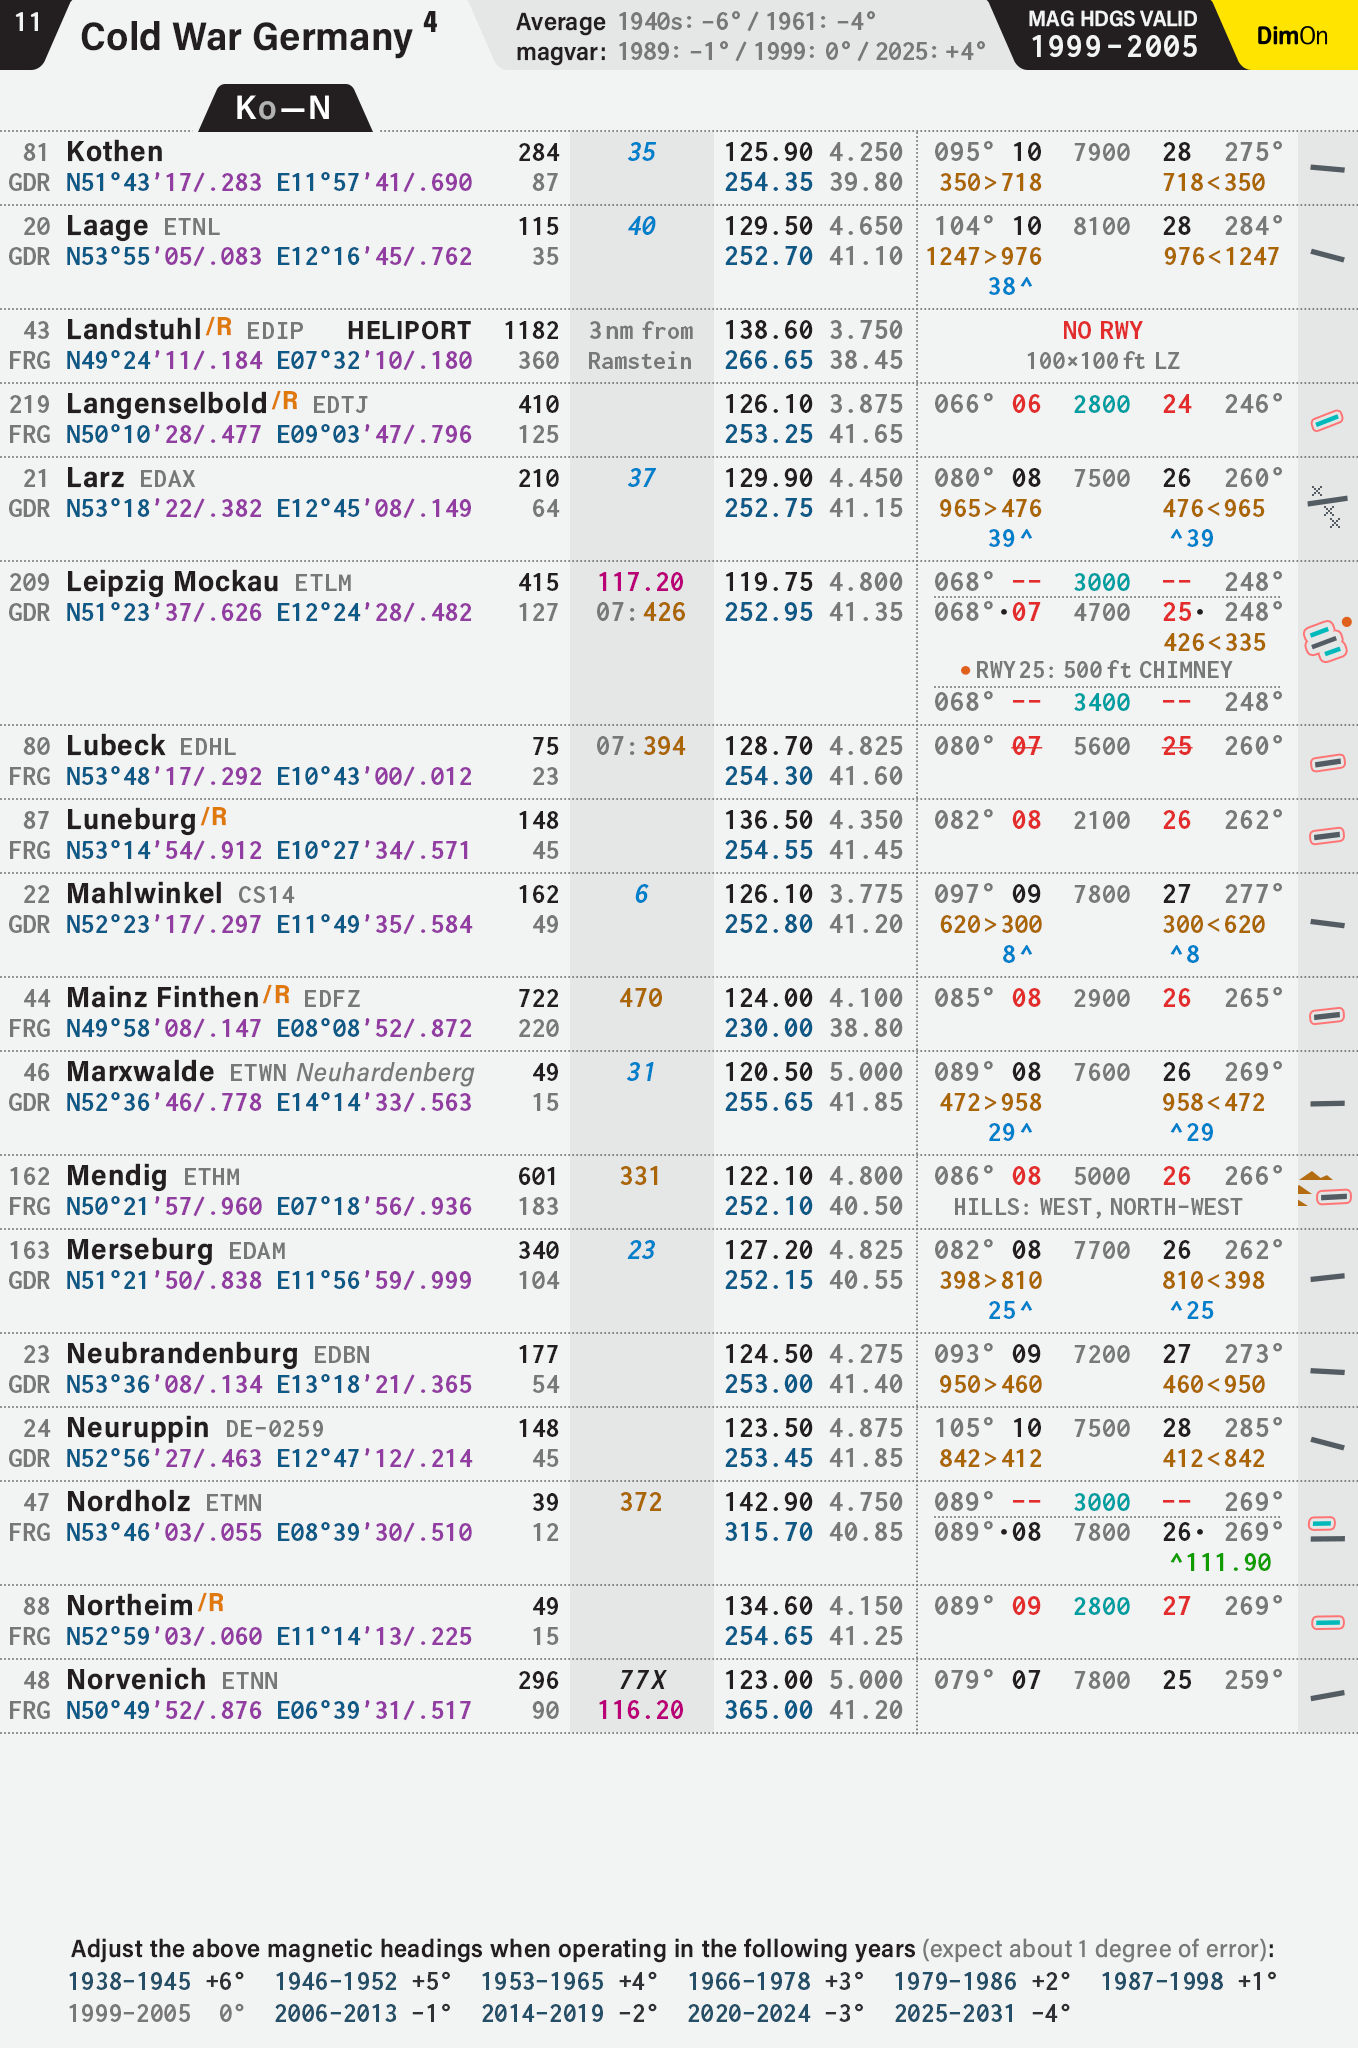 11 Cold War Germany 4 Average 1940s: -6° / 1961: -4° MAG HDGS VALID DimOn
magvar: 1989: -1° / 1999: 0° / 2025: +4° 1999-2005
Ko—N
81 Kothen 284 35 125.90 4.250 095° 10 7900 28 275°
GDR N51°43'17/.283 E11°57'41/.690 87 254.35 39.80 350>718 718<350
20 Laage ETNL 115 40 129.50 4.650 104° 10 8100 28 284°
GDR N53°55'05/.083 E12°16'45/.762 35 252.70 41.10 1247>976 976<1247
38^
43 Landstuhl/R EDIP HELIPORT 1182 3nm from 138.60 3.750 NO RWY
FRG N49°24'11/.184 E07°32'10/.180 360 Ramstein 266.65 38.45 100×100ft LZ
219 Langenselbold/R EDTJ 410 126.10 3.875 066° 06 2800 24 246°
FRG N50°10'28/.477 E09°03'47/.796 125 253.25 41.65
21 Larz EDAX 210 37 129.90 4.450 080° 08 7500 26 260°
GDR N53°18'22/.382 E12°45'08/.149 64 252.75 41.15 965>476 476<965
39^ ^39
209 Leipzig Mockau ETLM 415 117.20 119.75 4.800 068° -- 3000 -- 248°
GDR N51°23'37/.626 E12°24'28/.482 127 07:426 252.95 41.35 068°•07 4700 25• 248°
426<335
•RWY25: 500ft CHIMNEY
068° -- 3400 -- 248°
80 Lubeck EDHL 75 07:394 128.70 4.825 080° 07 5600 25 260°
FRG N53°48'17/.292 E10°43'00/.012 23 254.30 41.60
87 Luneburg/R 148 136.50 4.350 082° 08 2100 26 262°
FRG N53°14'54/.912 E10°27'34/.571 45 254.55 41.45
22 Mahlwinkel CS14 162 6 126.10 3.775 097° 09 7800 27 277°
GDR N52°23'17/.297 E11°49'35/.584 49 252.80 41.20 620>300 300<620
8^ ^8
44 Mainz Finthen/R EDFZ 722 470 124.00 4.100 085° 08 2900 26 265°
FRG N49°58'08/.147 E08°08'52/.872 220 230.00 38.80
46 Marxwalde ETWN Neuhardenberg 49 31 120.50 5.000 089° 08 7600 26 269°
GDR N52°36'46/.778 E14°14'33/.563 15 255.65 41.85 472>958 958<472
29^ ^29
162 Mendig ETHM 601 331 122.10 4.800 086° 08 5000 26 266°
FRG N50°21'57/.960 E07°18'56/.936 183 252.10 40.50 HILLS: WEST, NORTH-WEST
163 Merseburg EDAM 340 23 127.20 4.825 082° 08 7700 26 262°
GDR N51°21'50/.838 E11°56'59/.999 104 252.15 40.55 398>810 810<398
25^ ^25
23 Neubrandenburg EDBN 177 124.50 4.275 093° 09 7200 27 273°
GDR N53°36'08/.134 E13°18'21/.365 54 253.00 41.40 950>460 460<950
24 Neuruppin DE-0259 148 123.50 4.875 105° 10 7500 28 285°
GDR N52°56'27/.463 E12°47'12/.214 45 253.45 41.85 842>412 412<842
47 Nordholz ETMN 39 372 142.90 4.750 089° -- 3000 -- 269°
FRG N53°46'03/.055 E08°39'30/.510 12 315.70 40.85 089°•08 7800 26• 269°
^111.90
88 Northeim/R 49 134.60 4.150 089° 09 2800 27 269°
FRG N52°59'03/.060 E11°14'13/.225 15 254.65 41.25
48 Norvenich ETNN 296 77X 123.00 5.000 079° 07 7800 25 259°
FRG N50°49'52/.876 E06°39'31/.517 90 116.20 365.00 41.20
Adjust the above magnetic headings when operating in the following years (expect about 1 degree of error):
1938-1945 +6° 1946-1952 +5° 1953-1965 +4° 1966-1978 +3° 1979-1986 +2° 1987-1998 +1°
1999-2005 0° 2006-2013 -1° 2014-2019 -2° 2020-2024 -3° 2025-2031 -4°